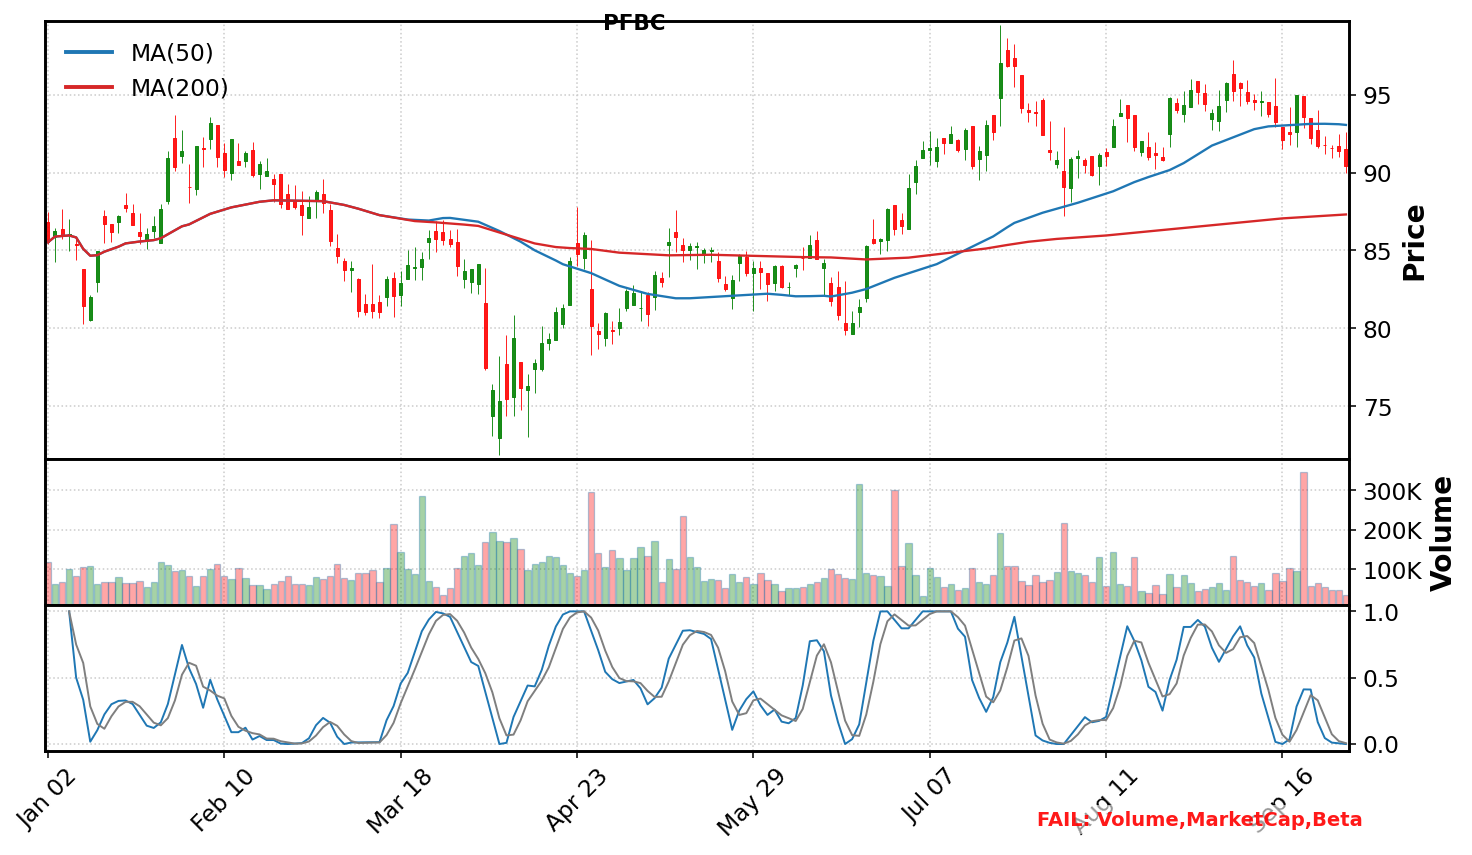 PFBC
MA(50)
MA(200)
95
90
85
80
75
Price
300K
200K
100K
Volume
1.0
0.5
0.0
Jan 02
Feb 10
Mar 18
Apr 23
May 29
Jul 07
Aug 11
Sep 16
FAIL: Volume,MarketCap,Beta